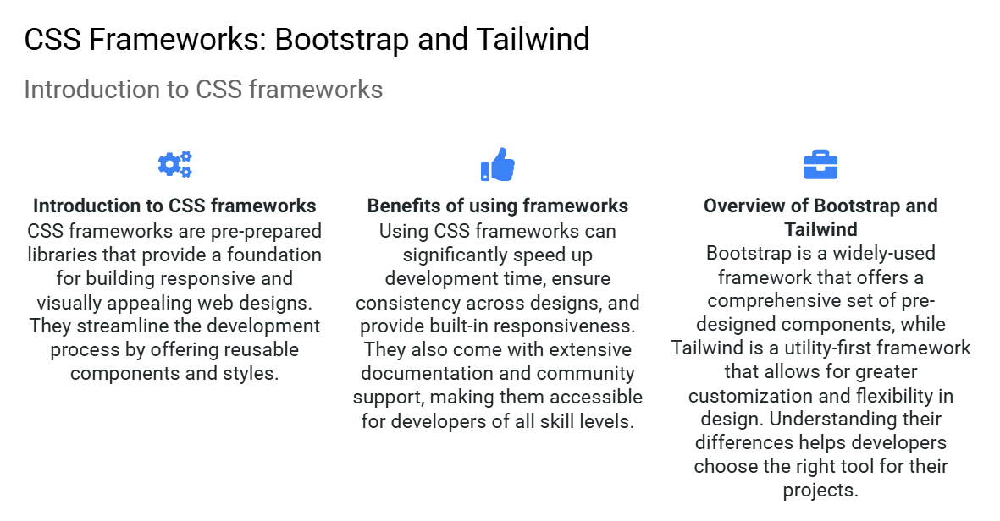 CSS Frameworks: Bootstrap and Tailwind
Introduction to CSS frameworks
Introduction to CSS frameworks
CSS frameworks are pre-prepared
libraries that provide a foundation
for building responsive and
visually appealing web designs.
They streamline the development
process by offering reusable
components and styles.
Benefits of using frameworks
Using CSS frameworks can
significantly speed up
development time, ensure
consistency across designs, and
provide built-in responsiveness.
They also come with extensive
documentation and community
support, making them accessible
for developers of all skill levels.
Overview of Bootstrap and
Tailwind
Bootstrap is a widely-used
framework that offers a
comprehensive set of pre-
designed components, while
Tailwind is a utility-first framework
that allows for greater
customization and flexibility in
design. Understanding their
differences helps developers
choose the right tool for their
projects.